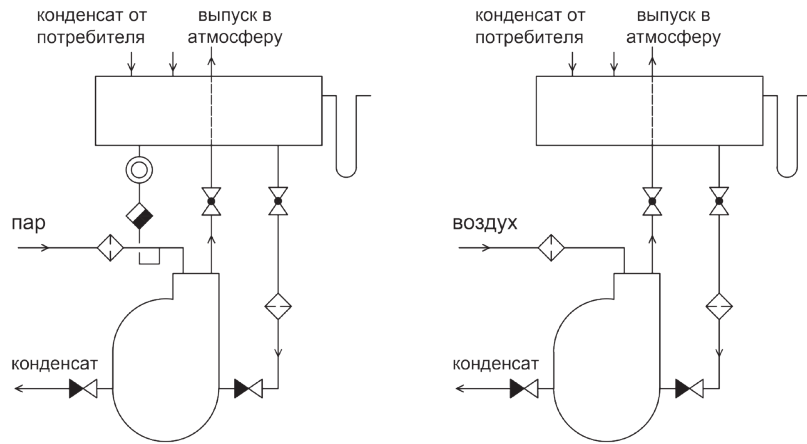 конденсат от
потребителя
выпуск в
атмосферу
пар
конденсат
конденсат от
потребителя
выпуск в
атмосферу
воздух
конденсат